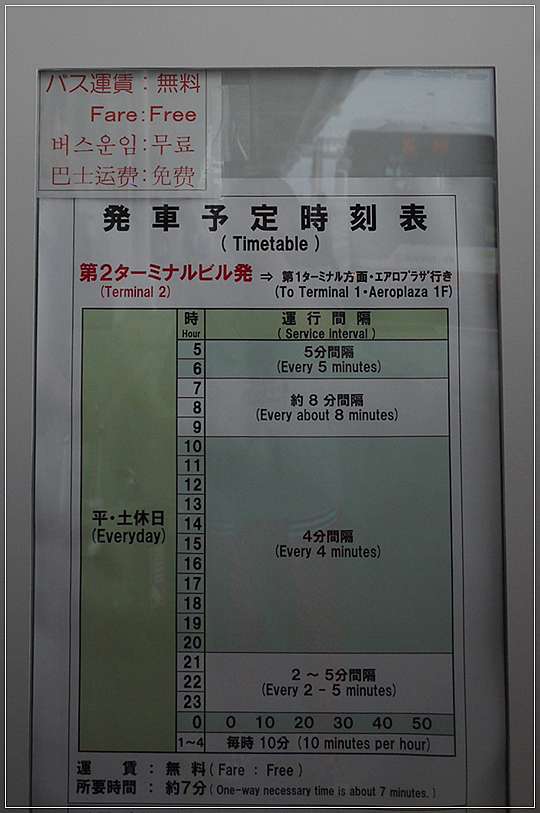 バス運賃：無料
Fare:Free
버스운임:무료
巴士运费:免费
発車予定時刻表
( Timetable )
第2ターミナルビル発 ⇒ 第1ターミナル方面・エアロプラザ行き
(Terminal 2) (To Terminal 1・Aeroplaza 1F)
時 運行間隔
Hour ( Service interval )
5 5分間隔
6 (Every 5 minutes)
7
8 約 8 分間隔
(Every about 8 minutes)
9
10
11
12
13
14
平・土休日
(Everyday)
15 4分間隔
(Every 4 minutes)
16
17
18
19
20
21
22 2 ～ 5分間隔
(Every 2 - 5 minutes)
23
0 0 10 20 30 40 50
1～4 毎時 10分 (10 minutes per hour)
運 賃 : 無 料 ( Fare : Free )
所要時間 : 約7分 ( One-way necessary time is about 7 minutes. )